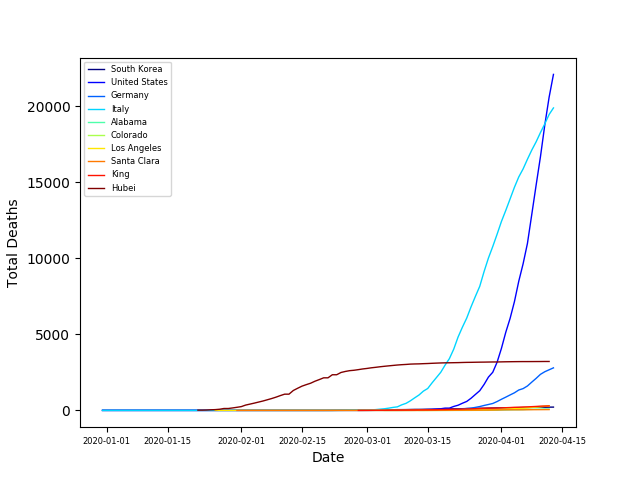 South Korea
United States
Germany
Italy
Alabama
Colorado
Los Angeles
Santa Clara
King
Hubei
20000
15000
10000
5000
0
Total Deaths
2020-01-01 2020-01-15 2020-02-01 2020-02-15 2020-03-01 2020-03-15 2020-04-01 2020-04-15
Date